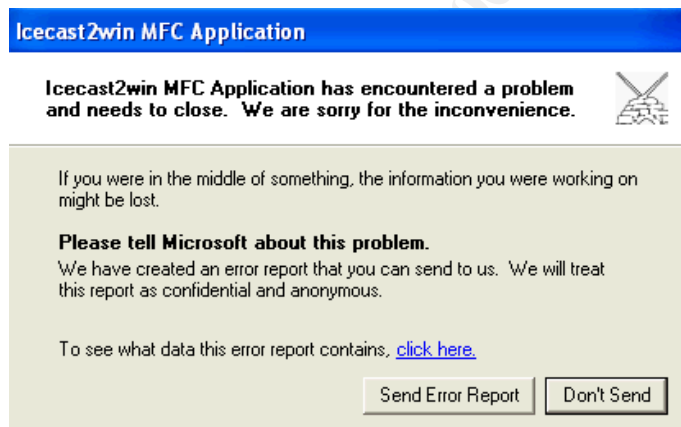 Icecast2win MFC Application
Icecast2win MFC Application has encountered a problem
and needs to close.  We are sorry for the inconvenience.
If you were in the middle of something, the information you were working on
might be lost.
Please tell Microsoft about this problem.
We have created an error report that you can send to us.  We will treat
this report as confidential and anonymous.
To see what data this error report contains, click here.
Send Error Report
Don't Send